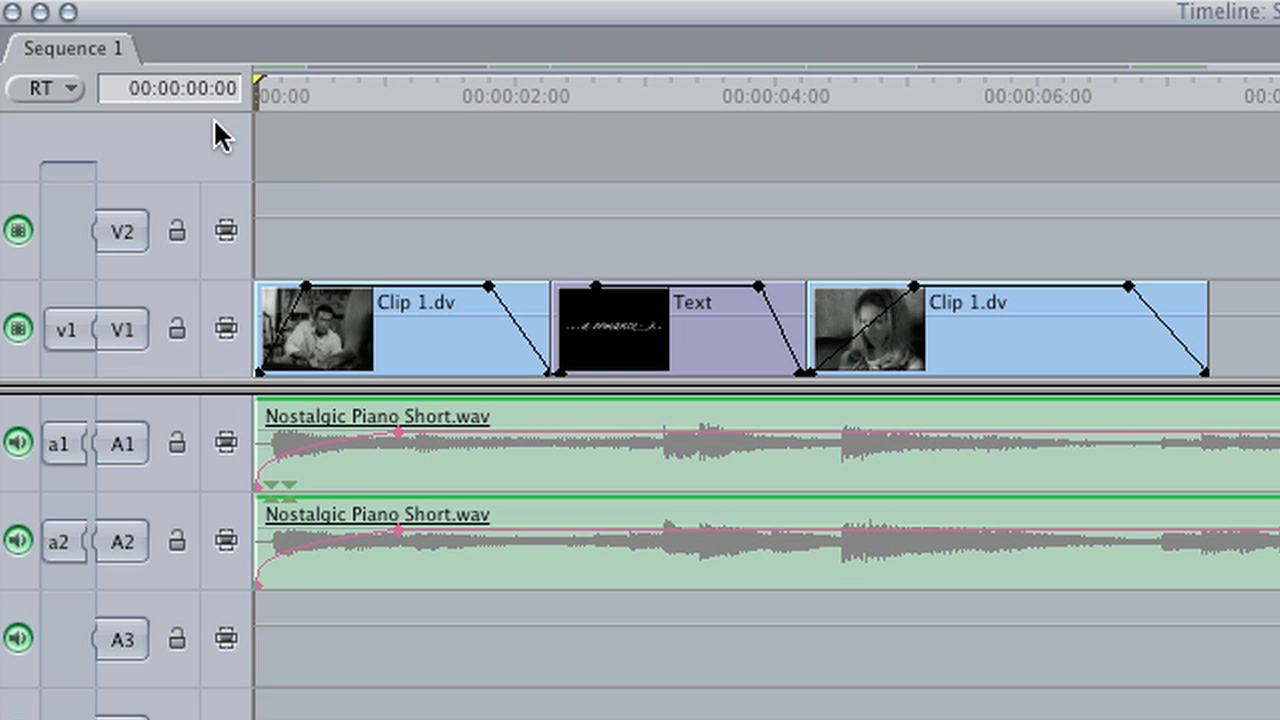 Timeline: S
Sequence 1
RT 00:00:00:00
00:00 00:00:02:00 00:00:04:00 00:00:06:00 00:0
V2
v1 V1 Clip 1.dv Text Clip 1.dv
...a romance...
a1 A1 Nostalgic Piano Short.wav
a2 A2 Nostalgic Piano Short.wav
A3